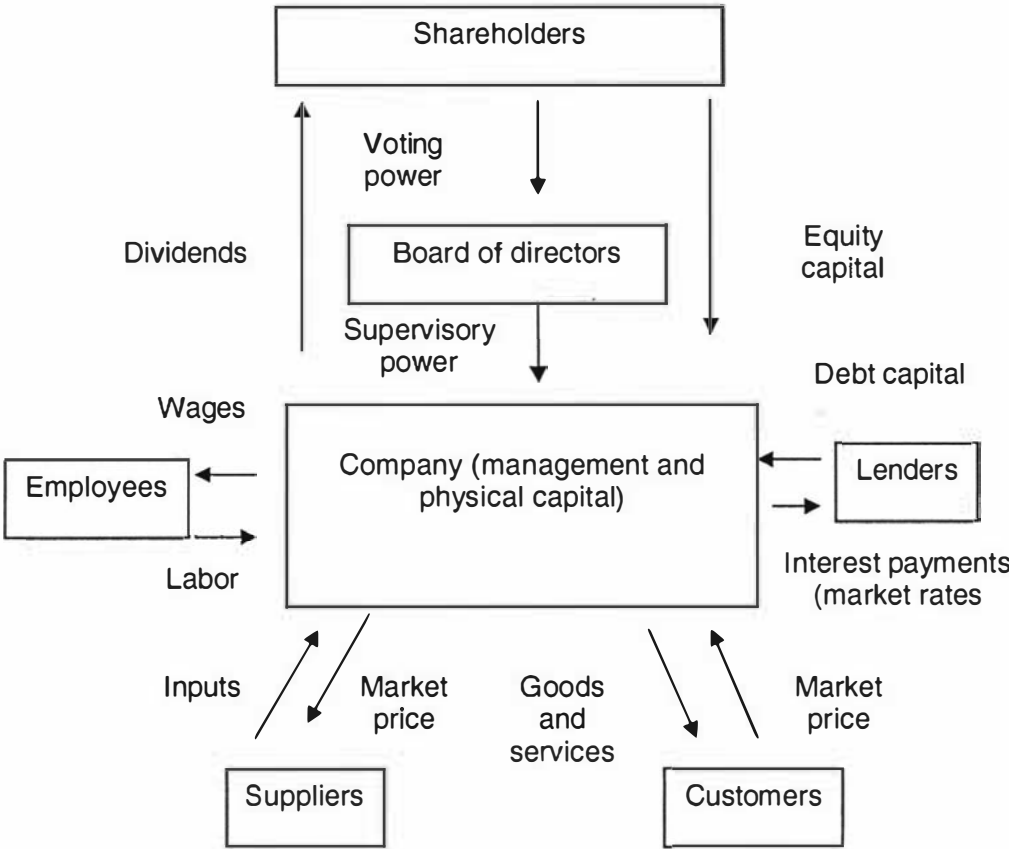 Shareholders
Voting
power
Dividends
Board of directors
Equity
capital
Supervisory
power
Debt capital
Wages
Employees
Company (management and
physical capital)
Lenders
Labor
Interest payments
(market rates
Inputs
Market
price
Goods
and
services
Market
price
Suppliers
Customers